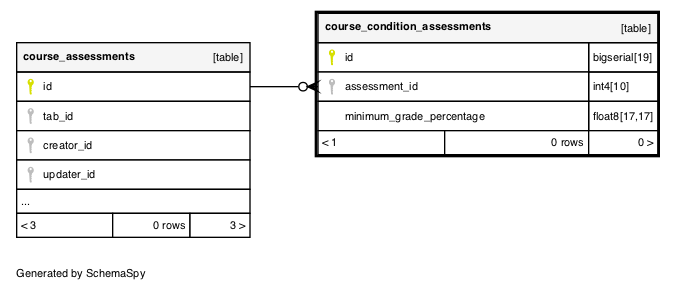 course_assessments [table]
id
tab_id
creator_id
updater_id
...
< 3 0 rows 3 >
course_condition_assessments [table]
id bigserial[19]
assessment_id int4[10]
minimum_grade_percentage float8[17,17]
< 1 0 rows 0 >
Generated by SchemaSpy